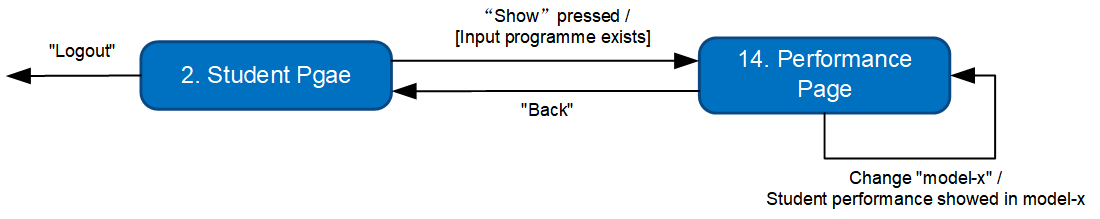 "Logout"
2. Student Pgae
“Show” pressed /
[Input programme exists]
"Back"
14. Performance
Page
Change "model-x" /
Student performance showed in model-x